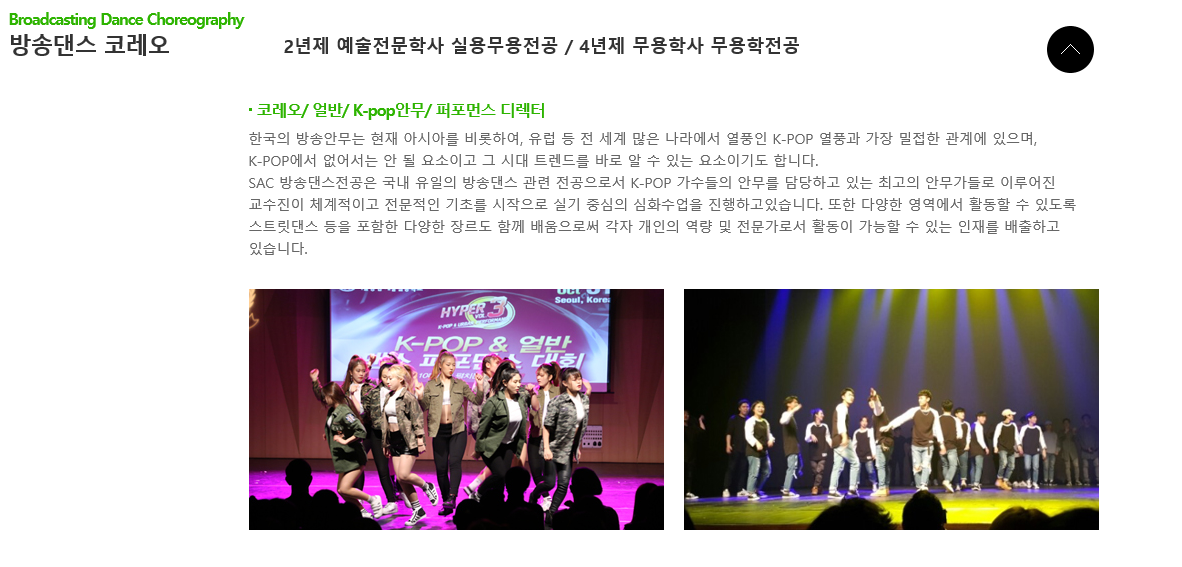 Broadcasting Dance Choreography
방송댄스 코레오
2년제 예술전문학사 실용무용전공 / 4년제 무용학사 무용학전공
코레오/ 얼반/ K-pop안무/ 퍼포먼스 디렉터
한국의 방송안무는 현재 아시아를 비롯하여, 유럽 등 전 세계 많은 나라에서 열풍인 K-POP 열풍과 가장 밀접한 관계에 있으며,
K-POP에서 없어서는 안 될 요소이고 그 시대 트렌드를 바로 알 수 있는 요소이기도 합니다.
SAC 방송댄스전공은 국내 유일의 방송댄스 관련 전공으로서 K-POP 가수들의 안무를 담당하고 있는 최고의 안무가들로 이루어진
교수진이 체계적이고 전문적인 기초를 시작으로 실기 중심의 심화수업을 진행하고있습니다. 또한 다양한 영역에서 활동할 수 있도록
스트릿댄스 등을 포함한 다양한 장르도 함께 배움으로써 각자 개인의 역량 및 전문가로서 활동이 가능할 수 있는 인재를 배출하고
있습니다.
Seoul, Korea
HYPER
VOL. 3
K-POP & 얼반
댄스 퍼포먼스 대회